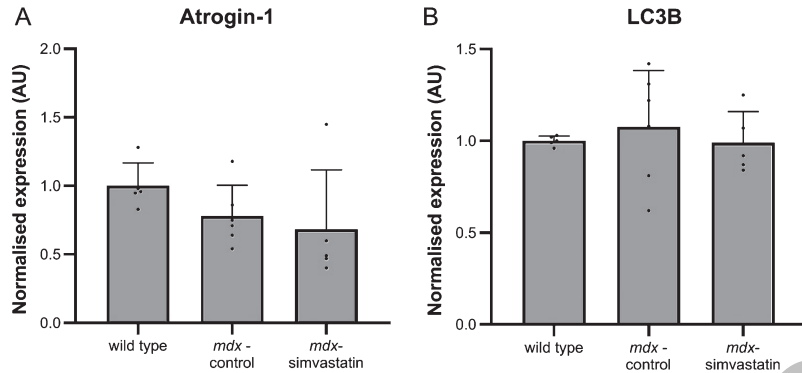 A
Atrogin-1
Normalised expression (AU)
2.0
1.5
1.0
0.5
0.0
wild type
mdx -
control
mdx-
simvastatin
B
LC3B
Normalised expression (AU)
1.5
1.0
0.5
0.0
wild type
mdx -
control
mdx-
simvastatin